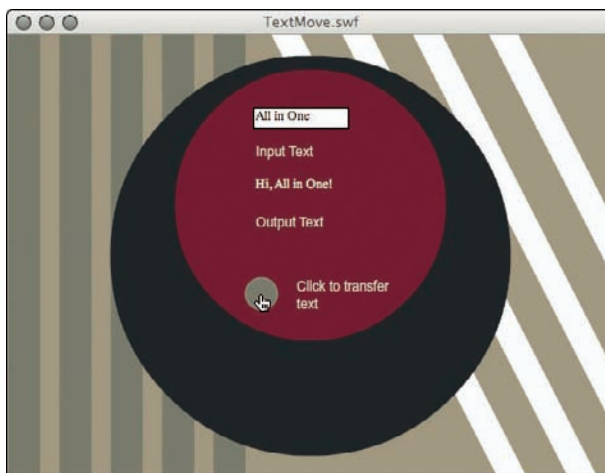 TextMove.swf
All in One
Input Text
Hi, All in One!
Output Text
Click to transfer
text